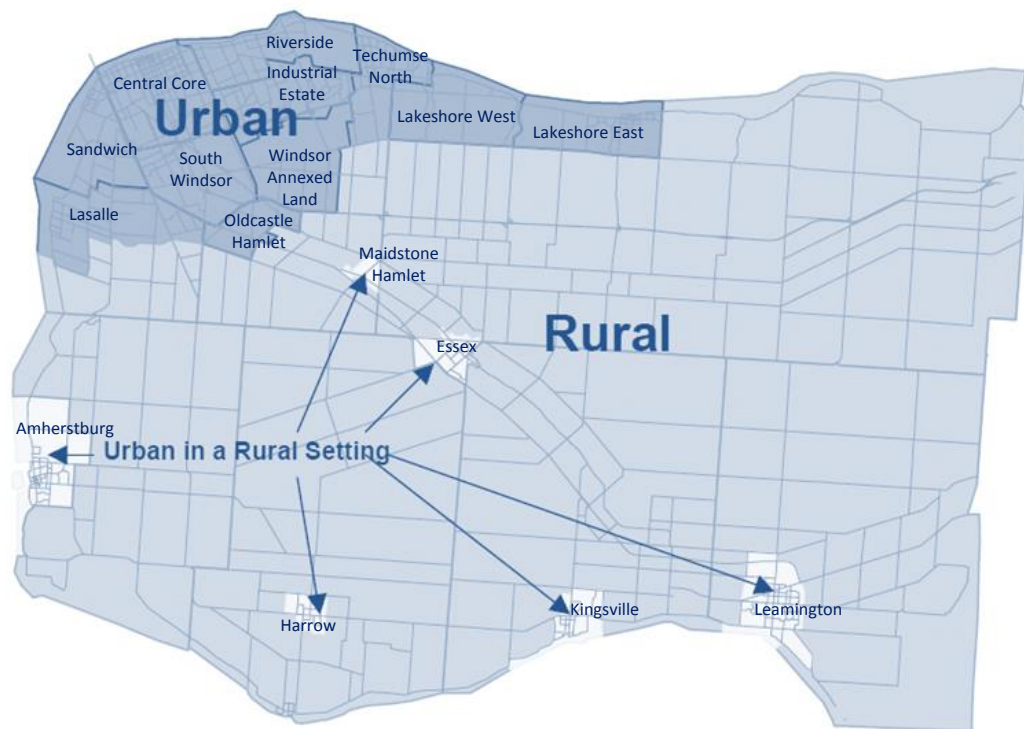 Riverside
Techumse
North
Central Core
Industrial
Estate
Urban
Lakeshore West
Lakeshore East
Sandwich
South
Windsor
Windsor
Annexed
Land
Lasalle
Oldcastle
Hamlet
Maidstone
Hamlet
Rural
Essex
Amherstburg
Urban in a Rural Setting
Harrow
Kingsville
Leamington